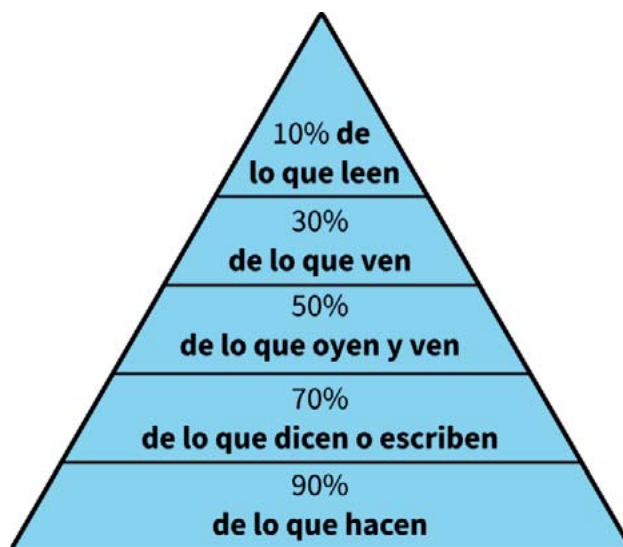 10% de
lo que leen
30%
de lo que ven
50%
de lo que oyen y ven
70%
de lo que dicen o escriben
90%
de lo que hacen